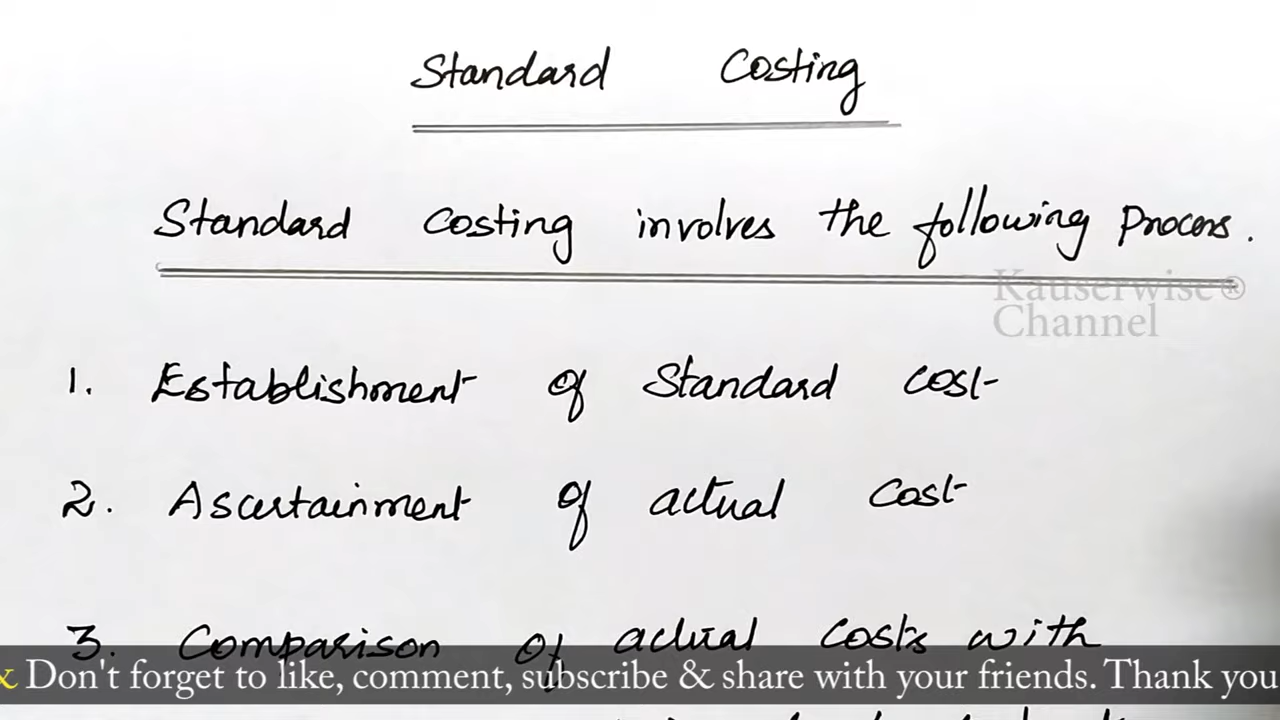 Standard Costing
Standard Costing involves the following Process.
Kauserwise®
Channel
1. Establishment of Standard cost
2. Ascertainment of actual Cost
3. Comparison of actual costs with
Don't forget to like, comment, subscribe & share with your friends. Thank you